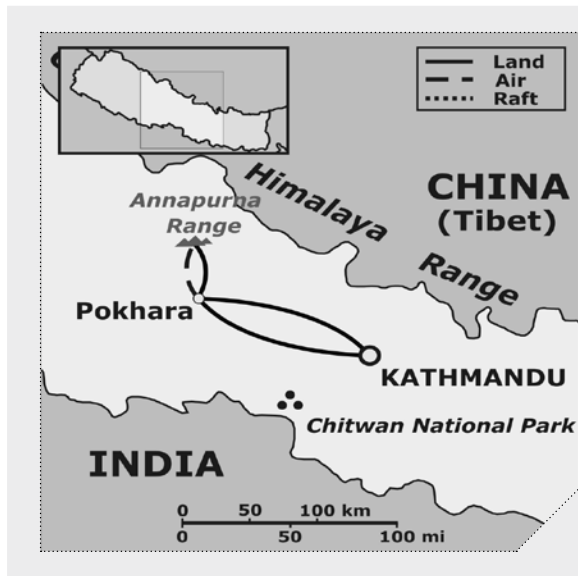 Land
Air
Raft
Himalaya
Range
CHINA
(Tibet)
Annapurna
Range
Pokhara
KATHMANDU
Chitwan National Park
INDIA
0 50 100 km
0 50 100 mi